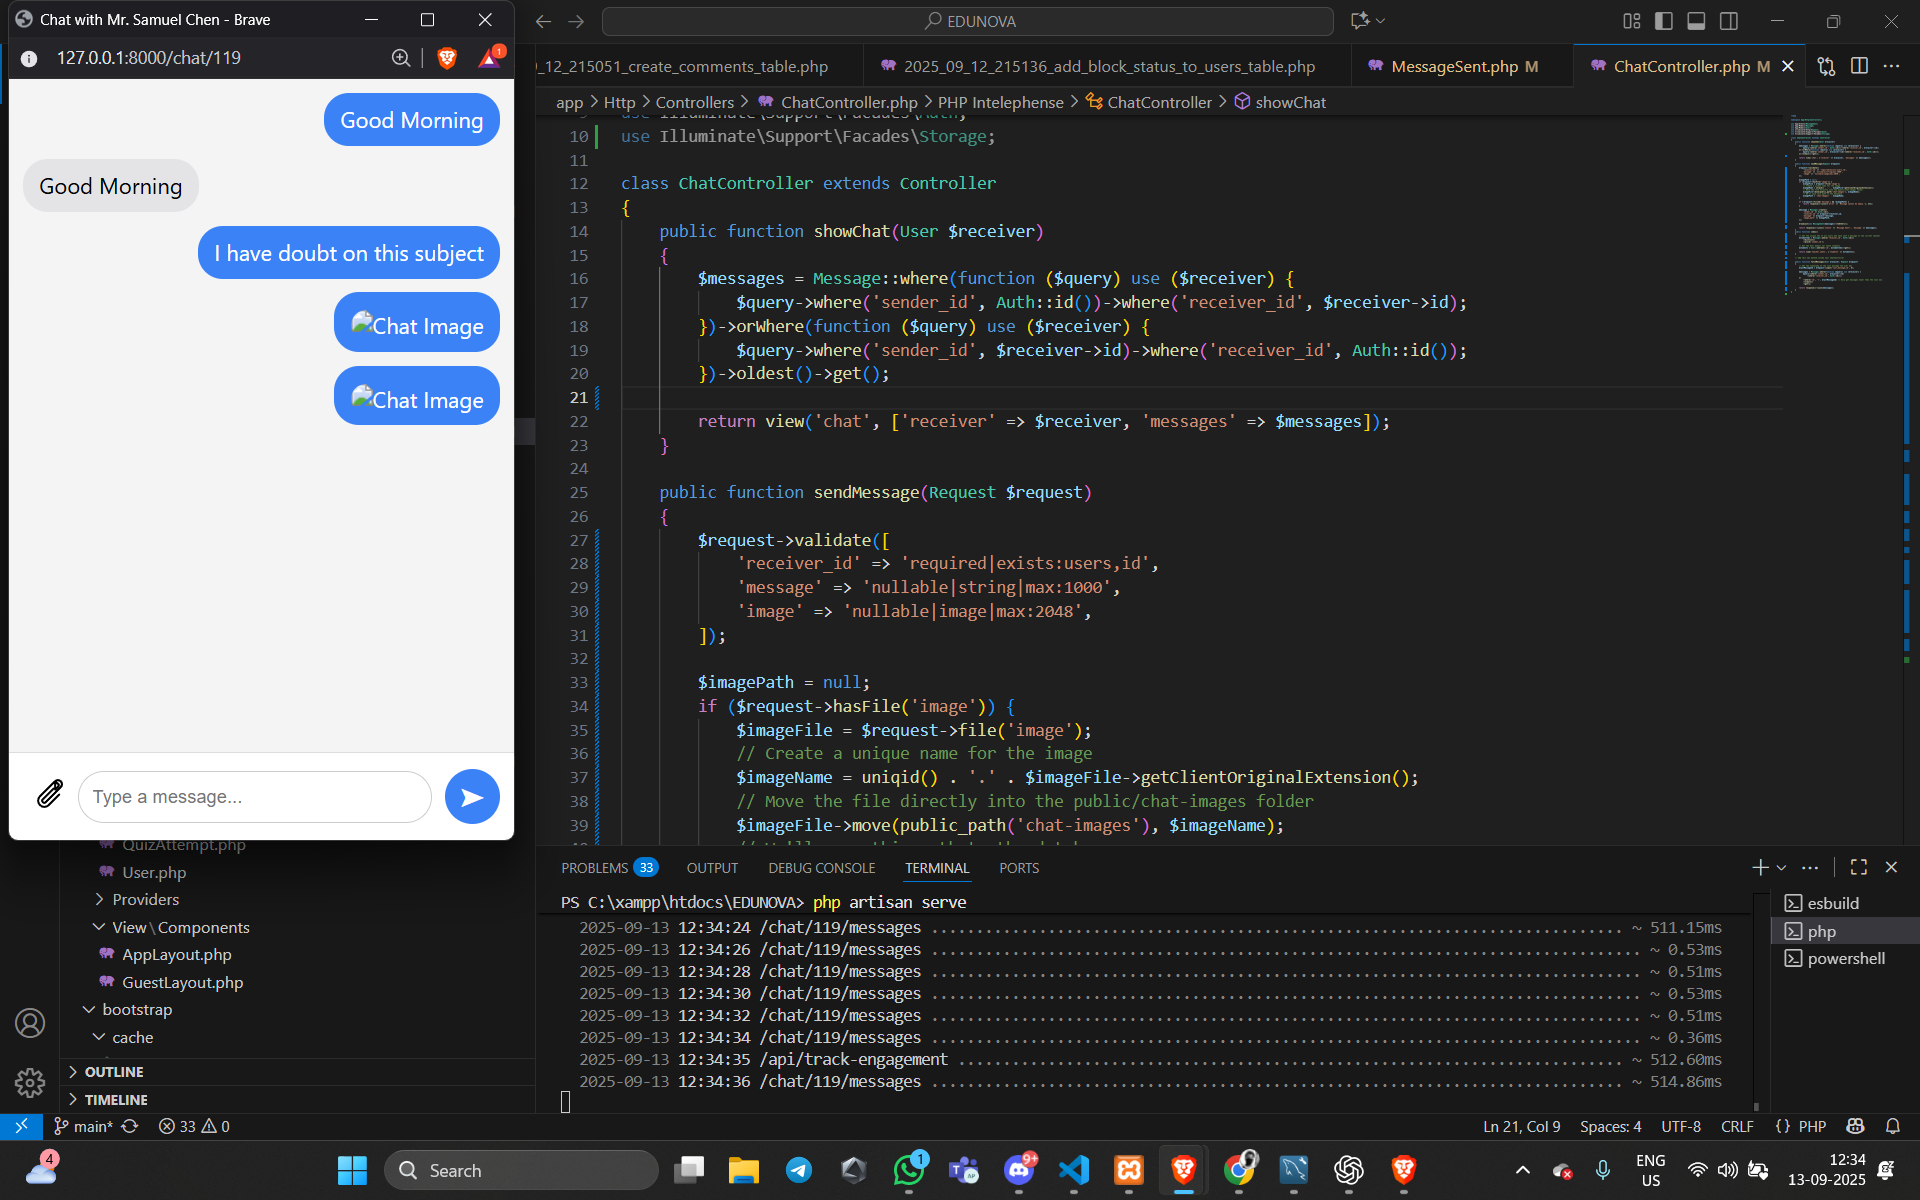 Chat with Mr. Samuel Chen - Brave
127.0.0.1:8000/chat/119
1
Good Morning
Good Morning
I have doubt on this subject
Chat Image
Chat Image
Type a message...
EDUNOVA
_12_215051_create_comments_table.php
2025_09_12_215136_add_block_status_to_users_table.php
MessageSent.php M
ChatController.php M
app > Http > Controllers > ChatController.php > PHP Intelephense > ChatController > showChat
10 use Illuminate\Support\Facades\Storage;
11
12 class ChatController extends Controller
13 {
14 public function showChat(User $receiver)
15 {
16 $messages = Message::where(function ($query) use ($receiver) {
17 $query->where('sender_id', Auth::id())->where('receiver_id', $receiver->id);
18 })->orWhere(function ($query) use ($receiver) {
19 $query->where('sender_id', $receiver->id)->where('receiver_id', Auth::id());
20 })->oldest()->get();
21
22 return view('chat', ['receiver' => $receiver, 'messages' => $messages]);
23 }
24
25 public function sendMessage(Request $request)
26 {
27 $request->validate([
28 'receiver_id' => 'required|exists:users,id',
29 'message' => 'nullable|string|max:1000',
30 'image' => 'nullable|image|max:2048',
31 ]);
32
33 $imagePath = null;
34 if ($request->hasFile('image')) {
35 $imageFile = $request->file('image');
36 // Create a unique name for the image
37 $imageName = uniqid() . '.' . $imageFile->getClientOriginalExtension();
38 // Move the file directly into the public/chat-images folder
39 $imageFile->move(public_path('chat-images'), $imageName);
QuizAttempt.php
User.php
Providers
View\Components
AppLayout.php
GuestLayout.php
bootstrap
cache
OUTLINE
TIMELINE
PROBLEMS 33 OUTPUT DEBUG CONSOLE TERMINAL PORTS
PS C:\xampp\htdocs\EDUNOVA> php artisan serve
2025-09-13 12:34:24 /chat/119/messages ........ ~ 511.15ms
2025-09-13 12:34:26 /chat/119/messages ........ ~ 0.53ms
2025-09-13 12:34:28 /chat/119/messages ........ ~ 0.51ms
2025-09-13 12:34:30 /chat/119/messages ........ ~ 0.53ms
2025-09-13 12:34:32 /chat/119/messages ........ ~ 0.51ms
2025-09-13 12:34:34 /chat/119/messages ........ ~ 0.36ms
2025-09-13 12:34:35 /api/track-engagement ........ ~ 512.60ms
2025-09-13 12:34:36 /chat/119/messages ........ ~ 514.86ms
esbuild
php
powershell
main* 33 0
Ln 21, Col 9 Spaces: 4 UTF-8 CRLF {} PHP
4
Search
1
9+
ENG
US
12:34
13-09-2025